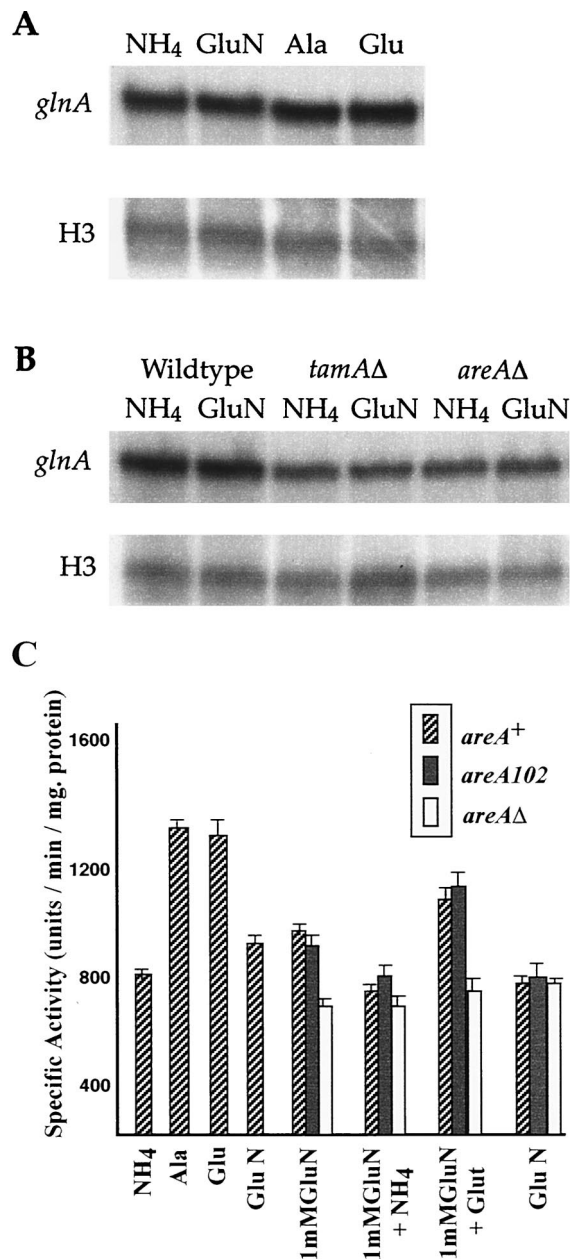 A
NH4 GluN Ala Glu
glnA
H3
B
Wildtype tamAΔ areAΔ
NH4 GluN NH4 GluN NH4 GluN
glnA
H3
C
Specific Activity (units / min / mg. protein)
1600
1200
800
400
areA+
areA102
areAΔ
NH4
Ala
Glu
Glu N
1mMGluN
1mMGluN
+ NH4
1mMGluN
+ Glut
Glu N